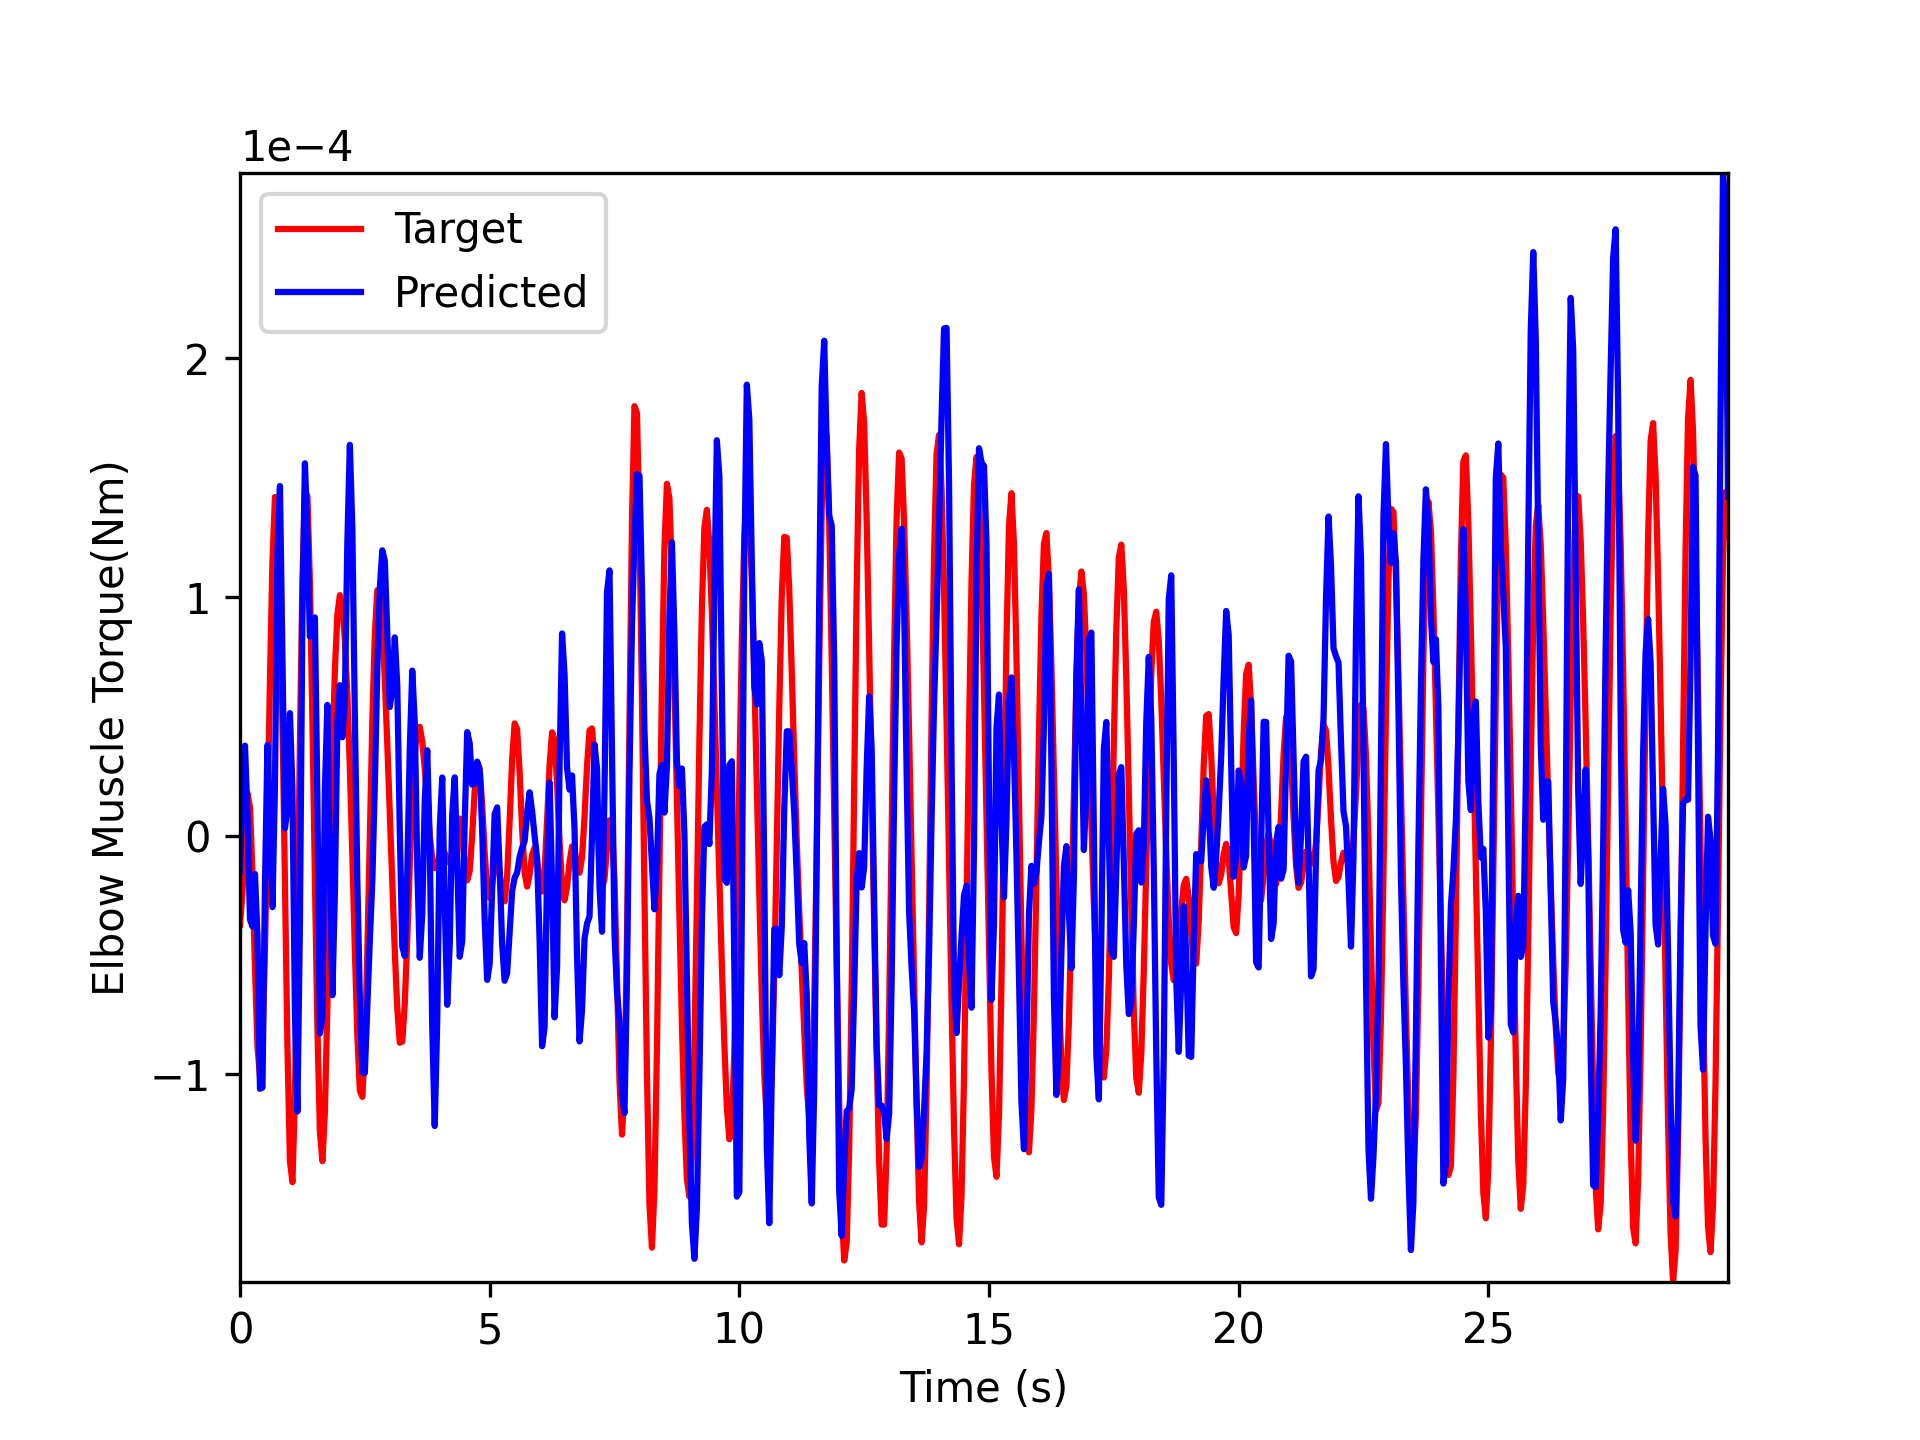 1e−4
Target
Predicted
2
1
0
−1
Elbow Muscle Torque(Nm)
0 5 10 15 20 25
Time (s)